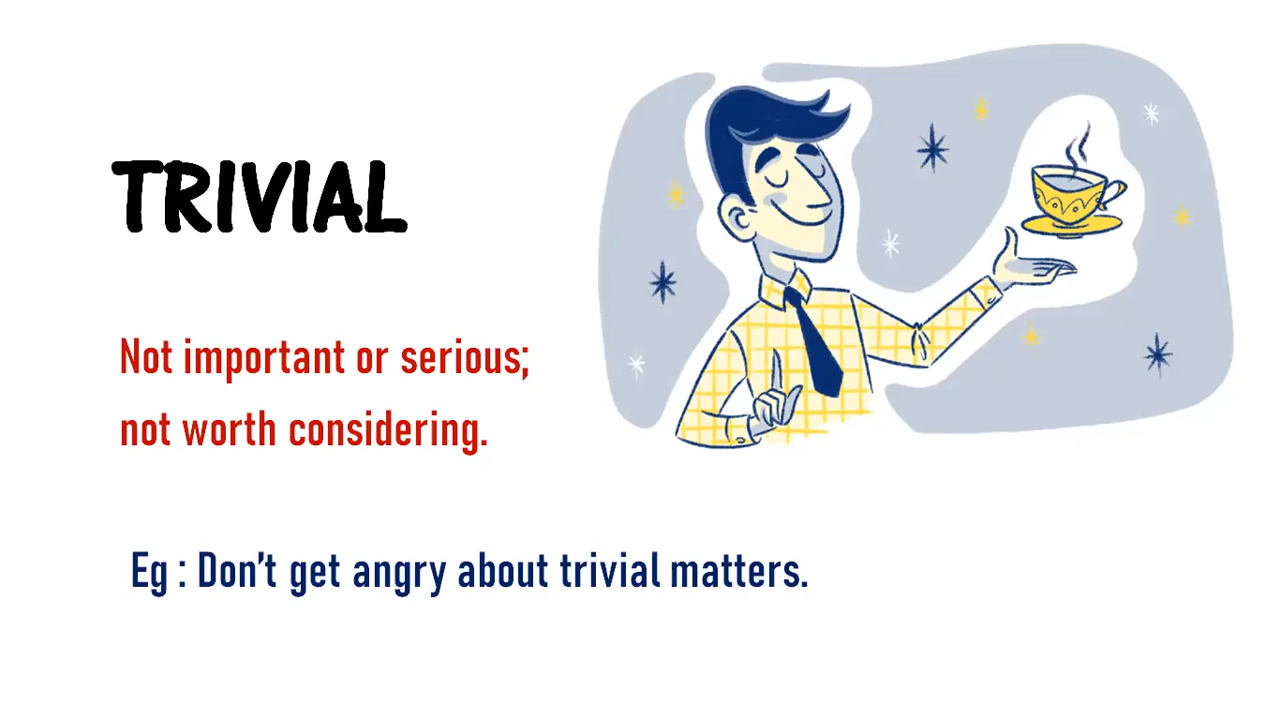 TRIVIAL
Not important or serious;
not worth considering.
Eg : Don't get angry about trivial matters.